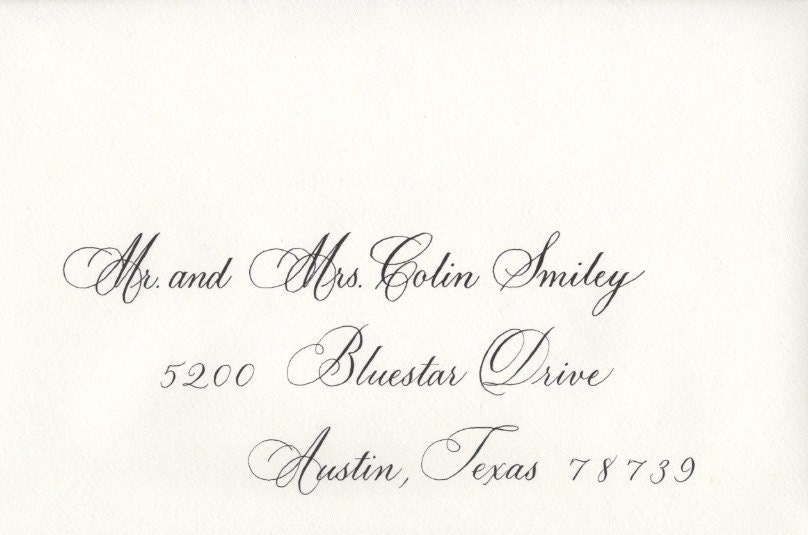 Mr. and Mrs. Colin Smiley
5200 Bluestar Drive
Austin, Texas 78739